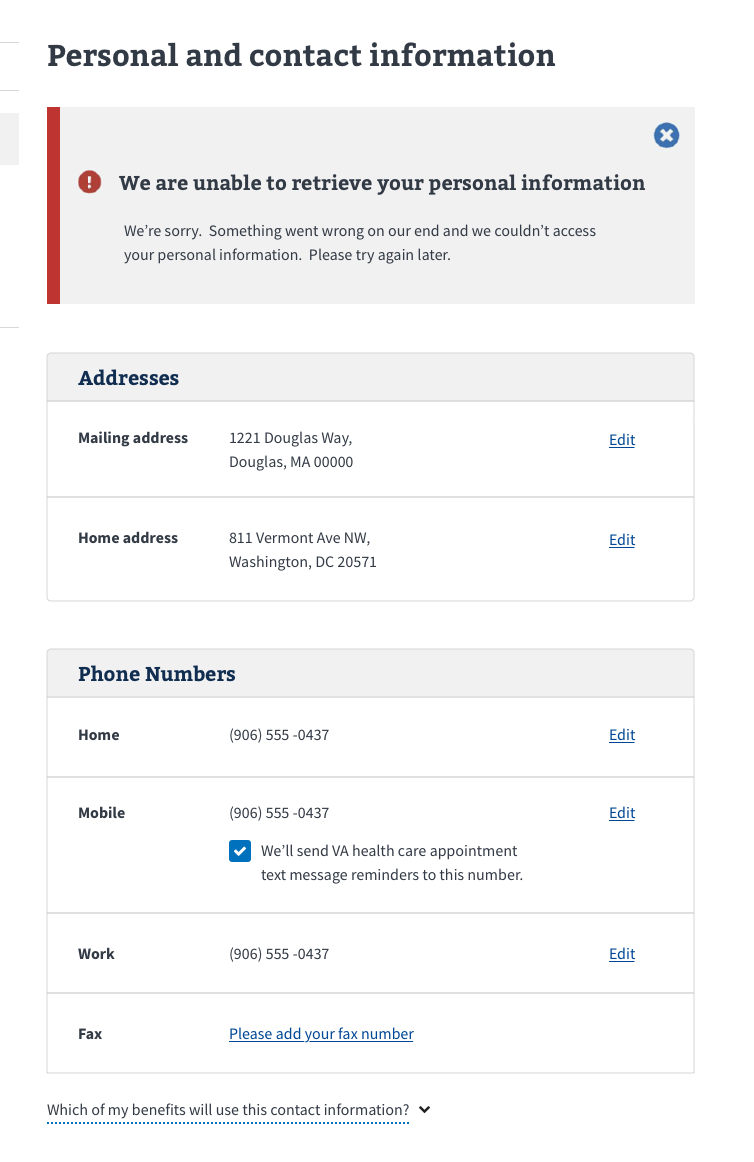 Personal and contact information
We are unable to retrieve your personal information
We’re sorry.  Something went wrong on our end and we couldn’t access
your personal information.  Please try again later.
Addresses
Mailing address 1221 Douglas Way, Edit
Douglas, MA 00000
Home address 811 Vermont Ave NW, Edit
Washington, DC 20571
Phone Numbers
Home (906) 555 -0437 Edit
Mobile (906) 555 -0437 Edit
We’ll send VA health care appointment
text message reminders to this number.
Work (906) 555 -0437 Edit
Fax Please add your fax number
Which of my benefits will use this contact information?